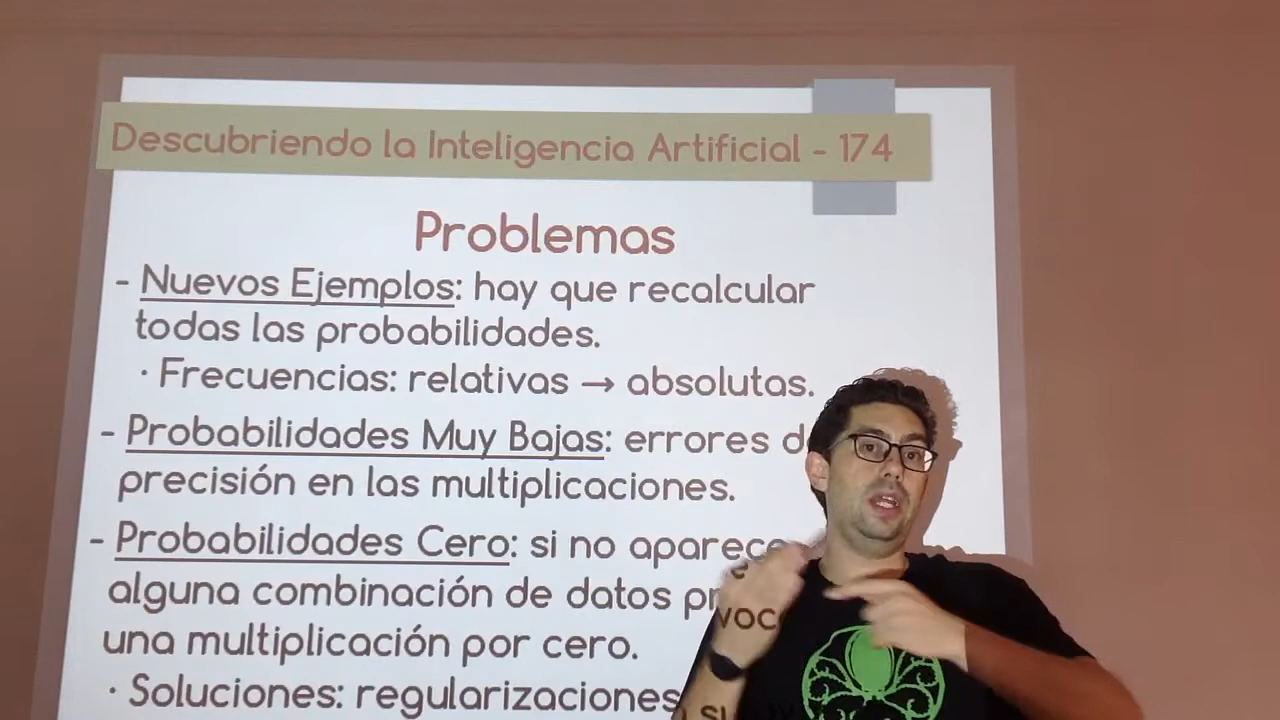 Descubriendo la Inteligencia Artificial - 174
Problemas
- Nuevos Ejemplos: hay que recalcular
todas las probabilidades.
· Frecuencias: relativas → absolutas.
- Probabilidades Muy Bajas: errores
precisión en las multiplicaciones.
- Probabilidades Cero: si no aparece
alguna combinación de datos
una multiplicación por cero.
· Soluciones: regularizaciones